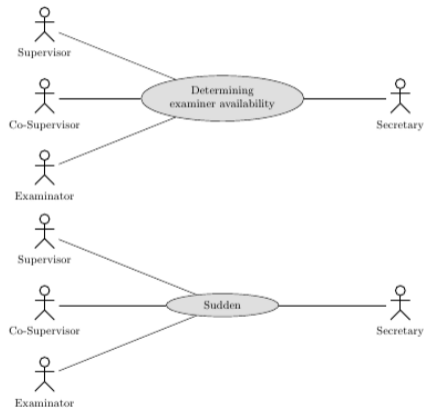 Supervisor
Determining
examiner availability
Co-Supervisor
Secretary
Examinator
Supervisor
Sudden
Co-Supervisor
Secretary
Examinator